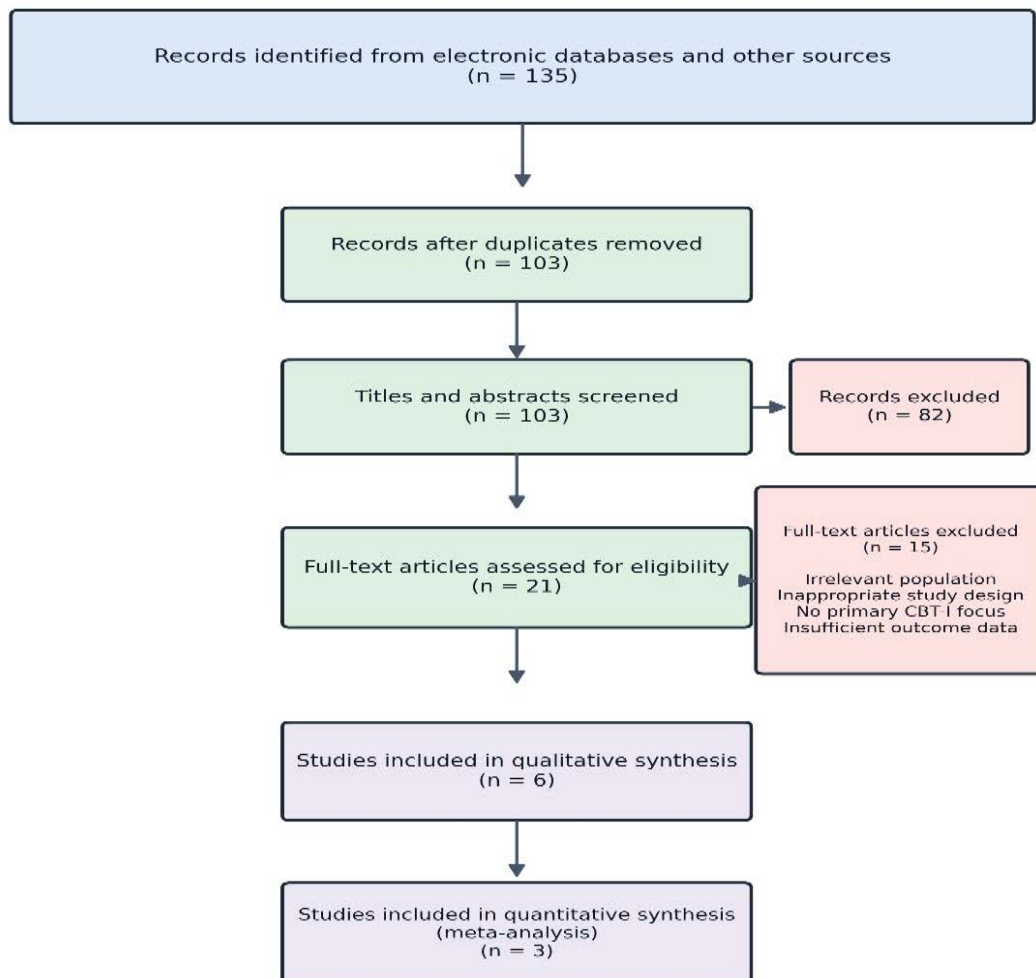 Records identified from electronic databases and other sources
(n = 135)
Records after duplicates removed
(n = 103)
Titles and abstracts screened
(n = 103)
Records excluded
(n = 82)
Full-text articles assessed for eligibility
(n = 21)
Full-text articles excluded
(n = 15)
Irrelevant population
Inappropriate study design
No primary CBT-I focus
Insufficient outcome data
Studies included in qualitative synthesis
(n = 6)
Studies included in quantitative synthesis
(meta-analysis)
(n = 3)